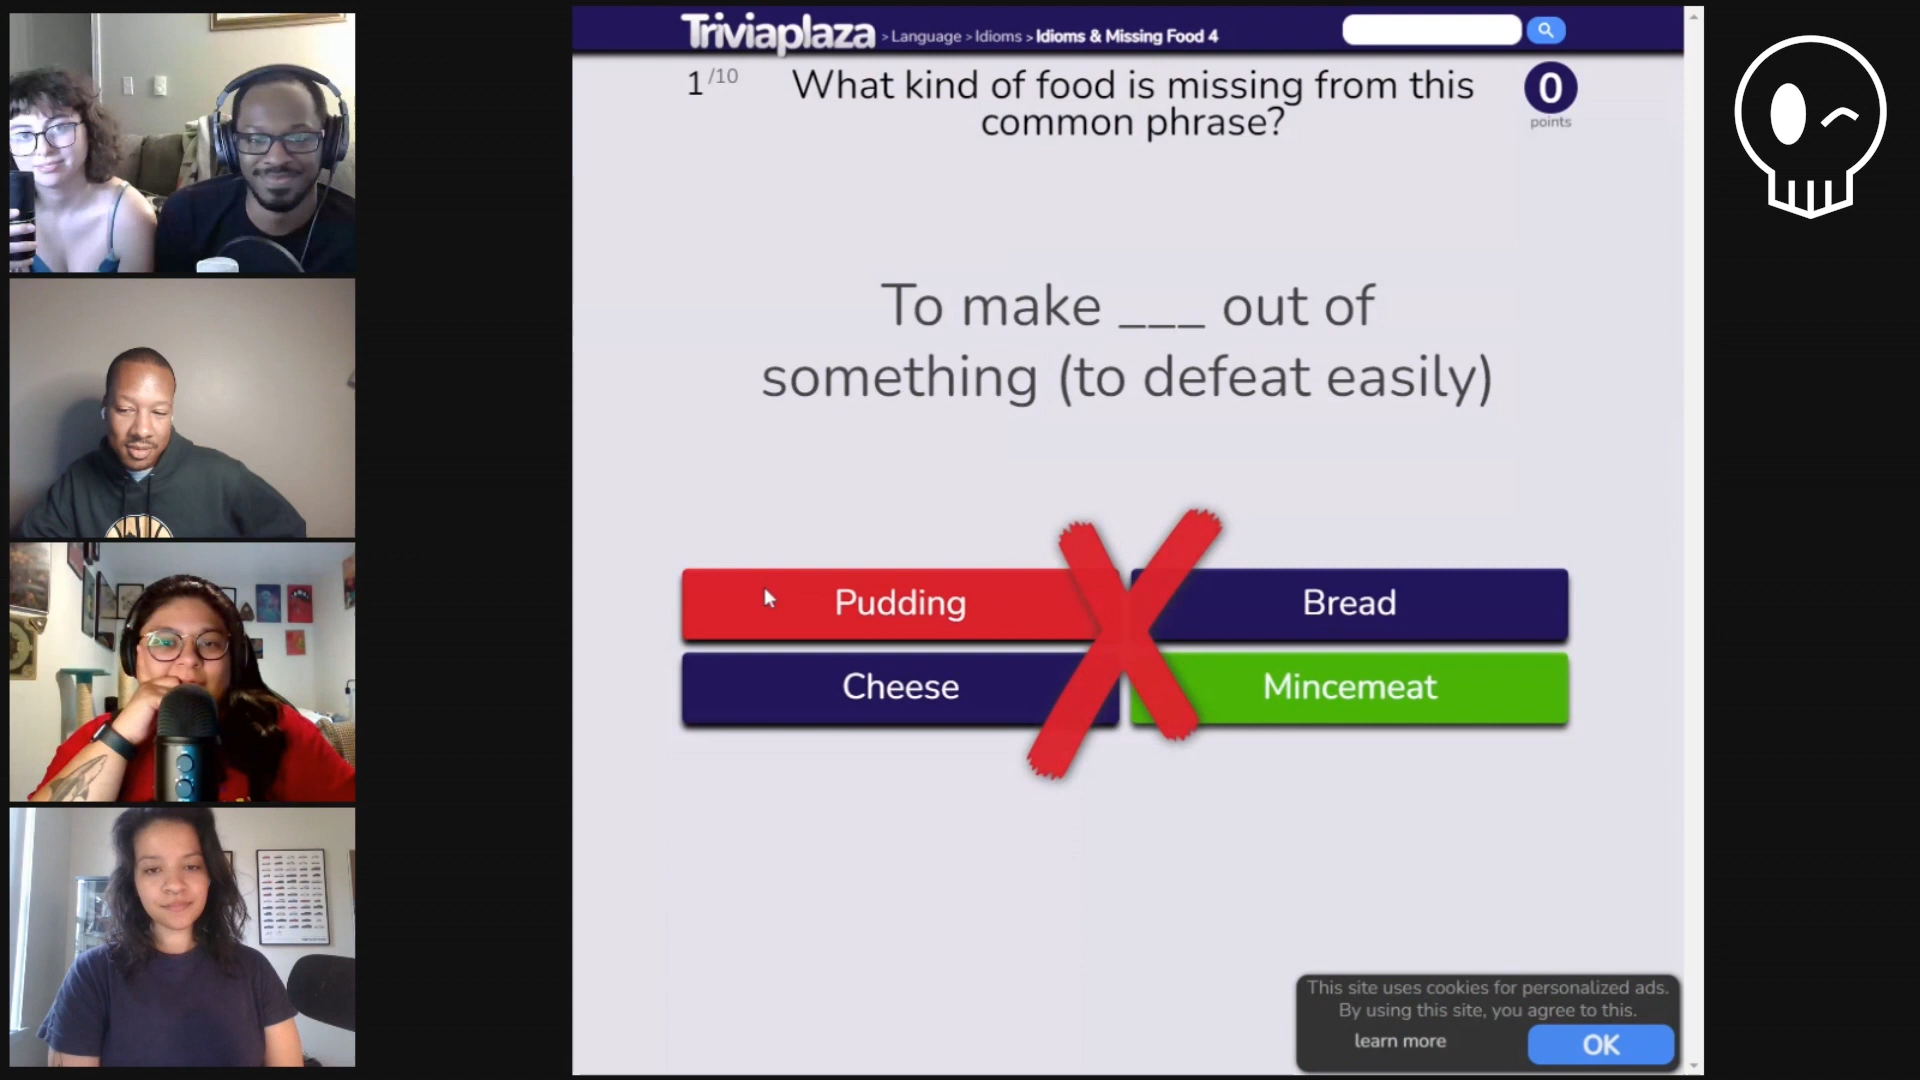 Triviaplaza > Language > Idioms > Idioms & Missing Food 4
1/10
What kind of food is missing from this
common phrase?
0
points
To make ___ out of
something (to defeat easily)
Pudding
Bread
Cheese
Mincemeat
This site uses cookies for personalized ads.
By using this site, you agree to this.
learn more
OK